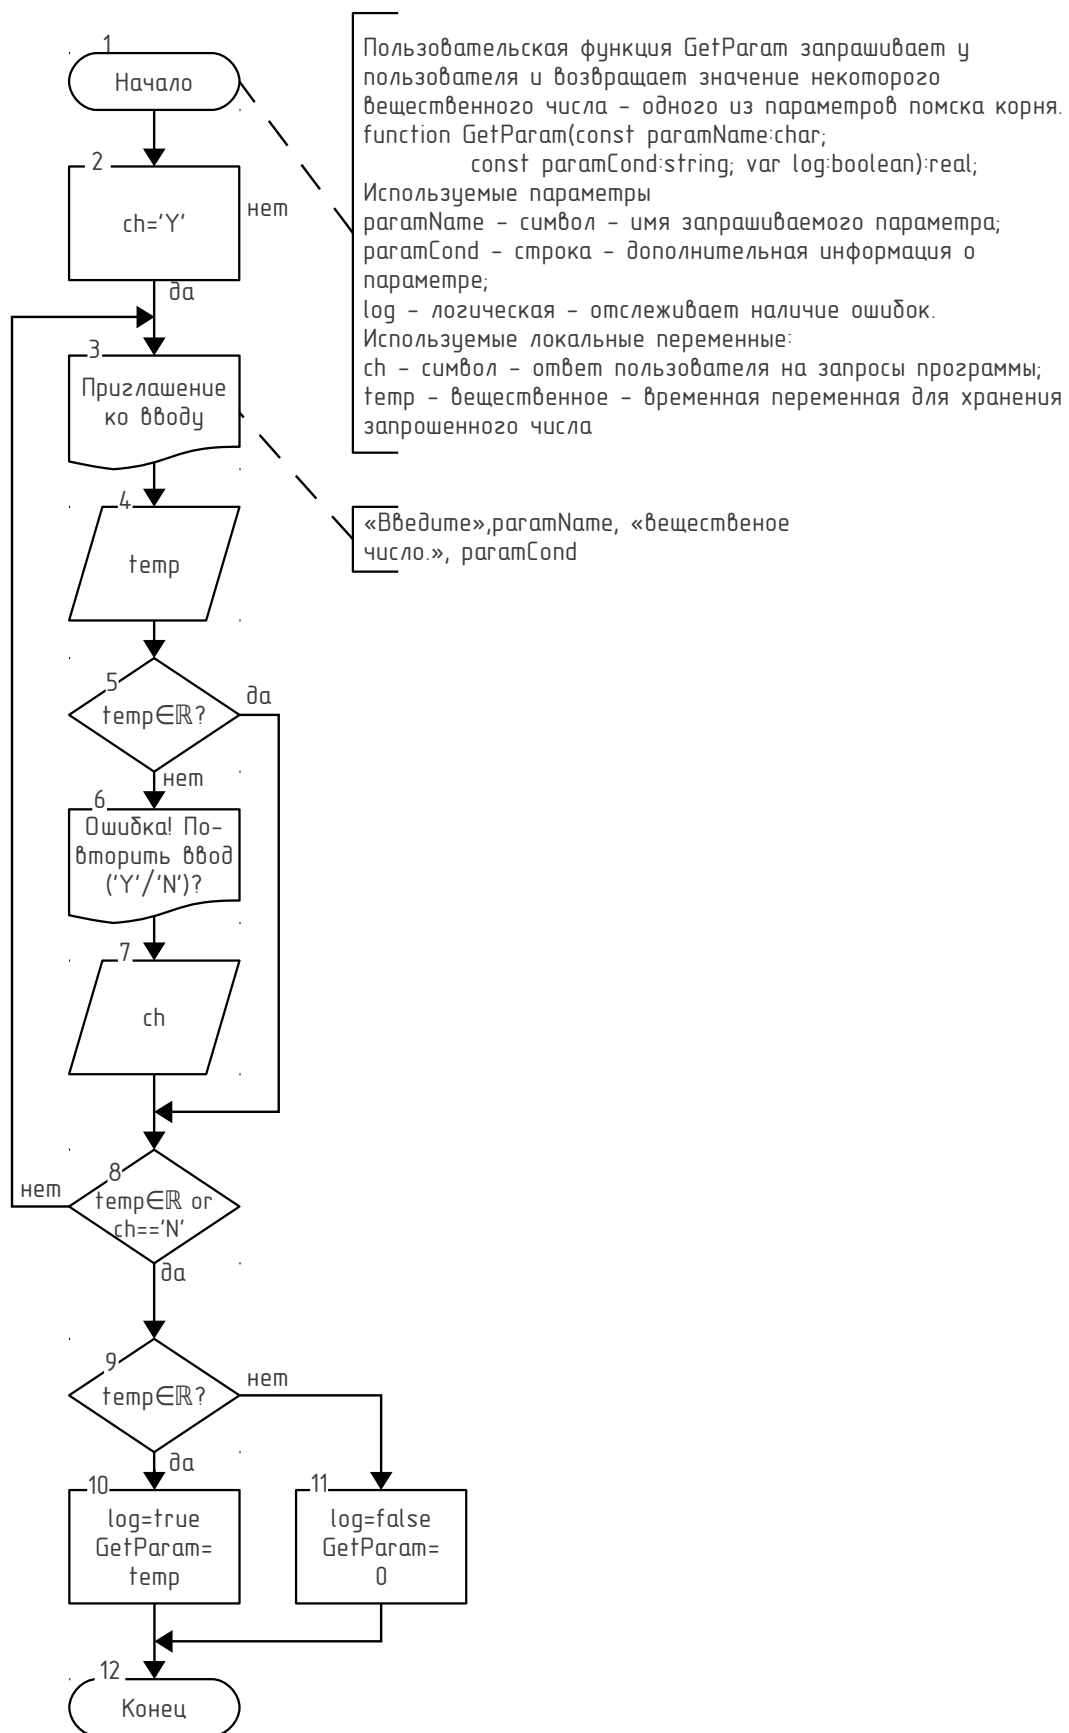 1
Начало
Пользовательская функция GetParam запрашивает у
пользователя и возвращает значение некоторого
вещественного числа – одного из параметров помска корня.
function GetParam(const paramName:char;
const paramCond:string; var log:boolean):real;
Используемые параметры
paramName – символ – имя запрашиваемого параметра;
paramCond – строка – дополнительная информация о
параметре;
log – логическая – отслеживает наличие ошибок.
Используемые локальные переменные:
ch – символ – ответ пользователя на запросы программы;
temp – вещественное – временная переменная для хранения
запрошенного числа
2
ch='Y'
нет
да
3
Приглашение
ко вводу
«Введите»,paramName, «вещественое
число.», paramCond
4
temp
5
temp∈ℝ?
да
нет
6
Ошибка! По-
вторить ввод
('Y'/'N')?
7
ch
8
temp∈ℝ or
ch=='N'
нет
да
9
temp∈ℝ?
нет
да
10
log=true
GetParam=
temp
11
log=false
GetParam=
0
12
Конец